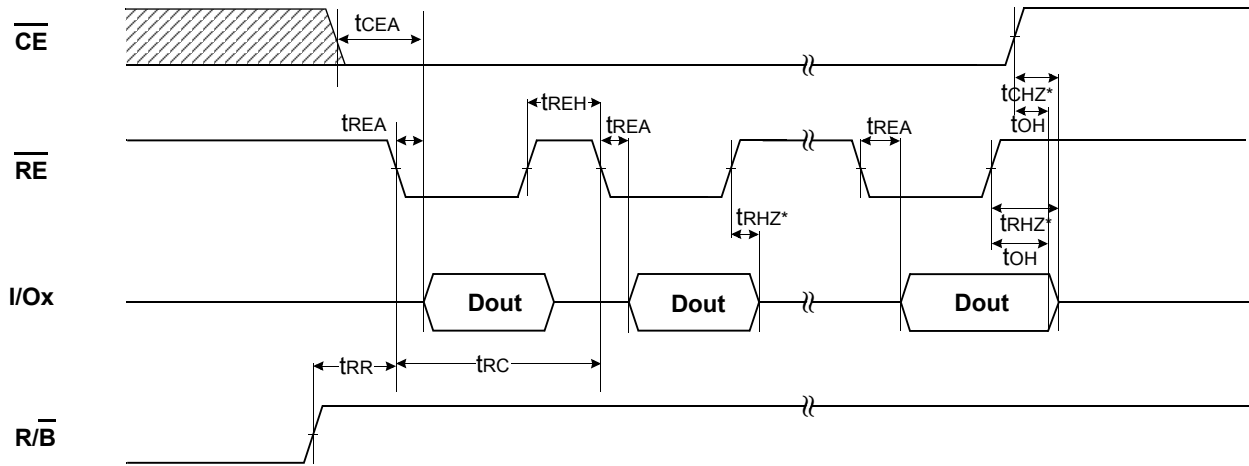 CE
tCEA
tCHZ*
tREH
tREA
tREA
tREA
tOH
RE
tRHZ*
tRHZ*
tOH
I/Ox
Dout
Dout
Dout
tRR
tRC
R/B